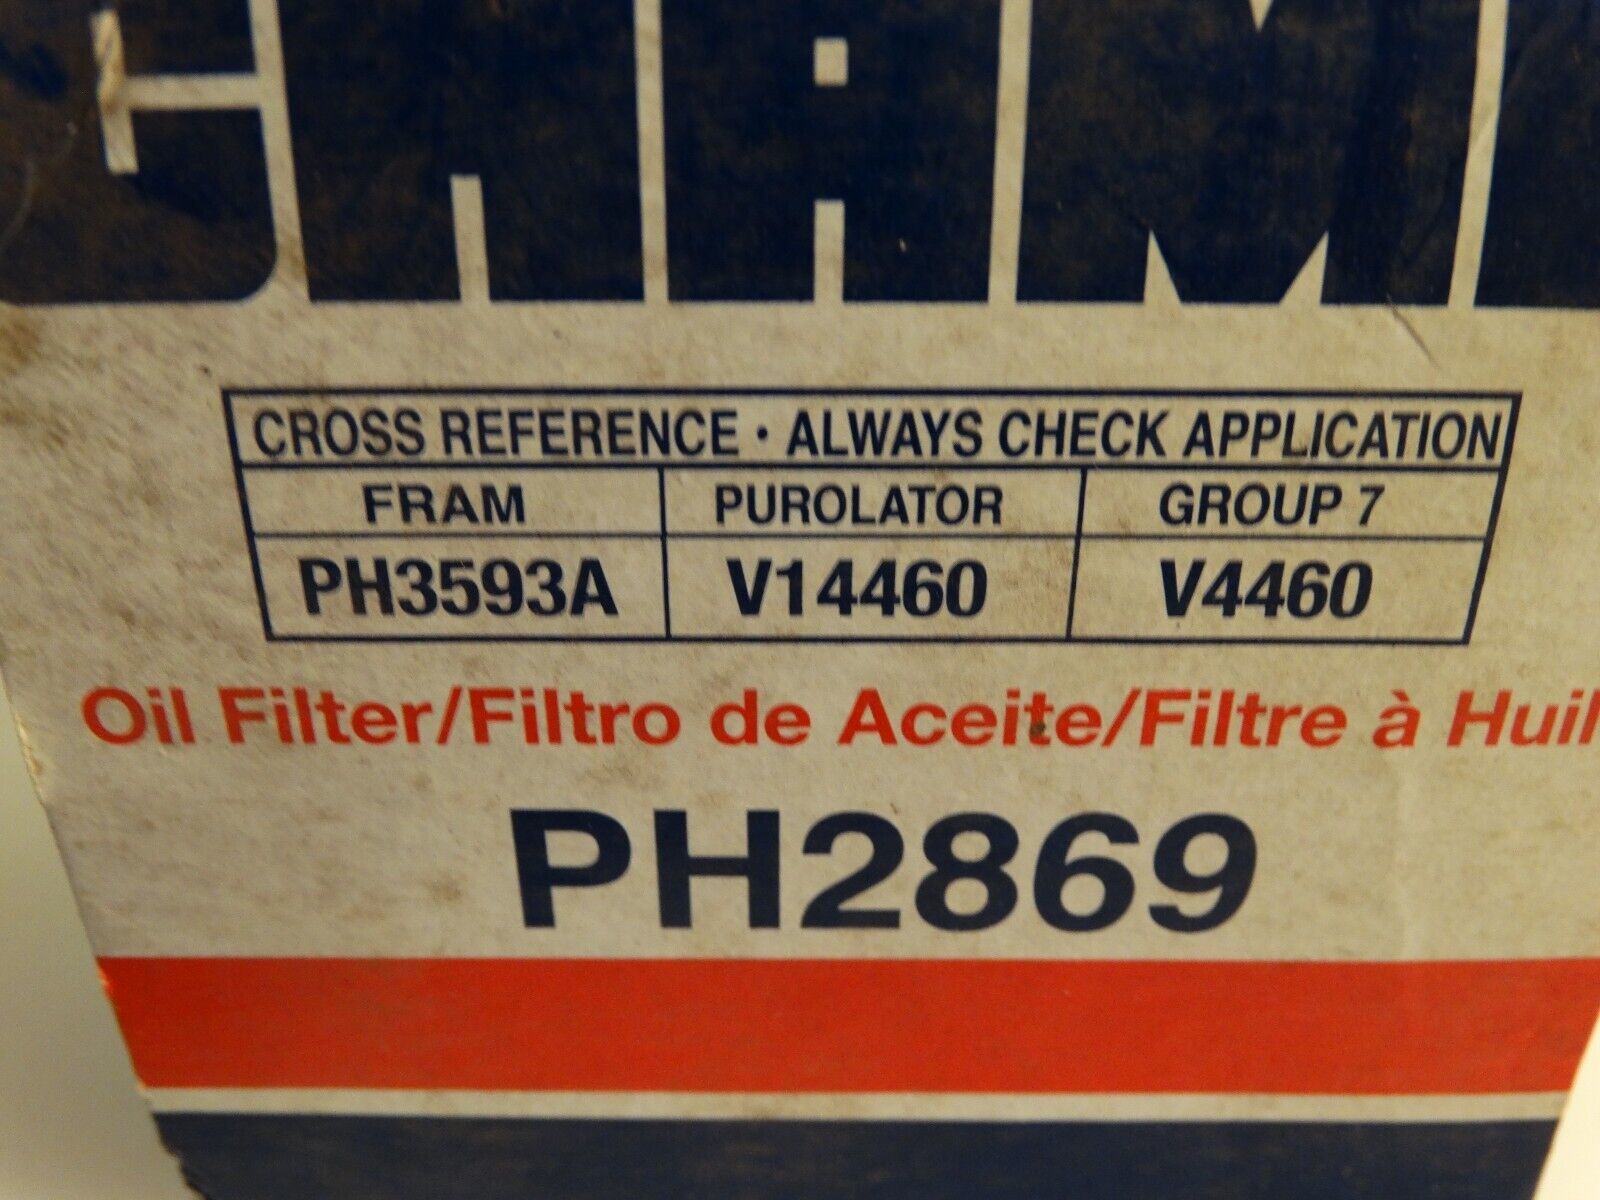 CHAMP
CROSS REFERENCE · ALWAYS CHECK APPLICATION
FRAM PUROLATOR GROUP 7
PH3593A V14460 V4460
Oil Filter/Filtro de Aceite/Filtre à Huil
PH2869